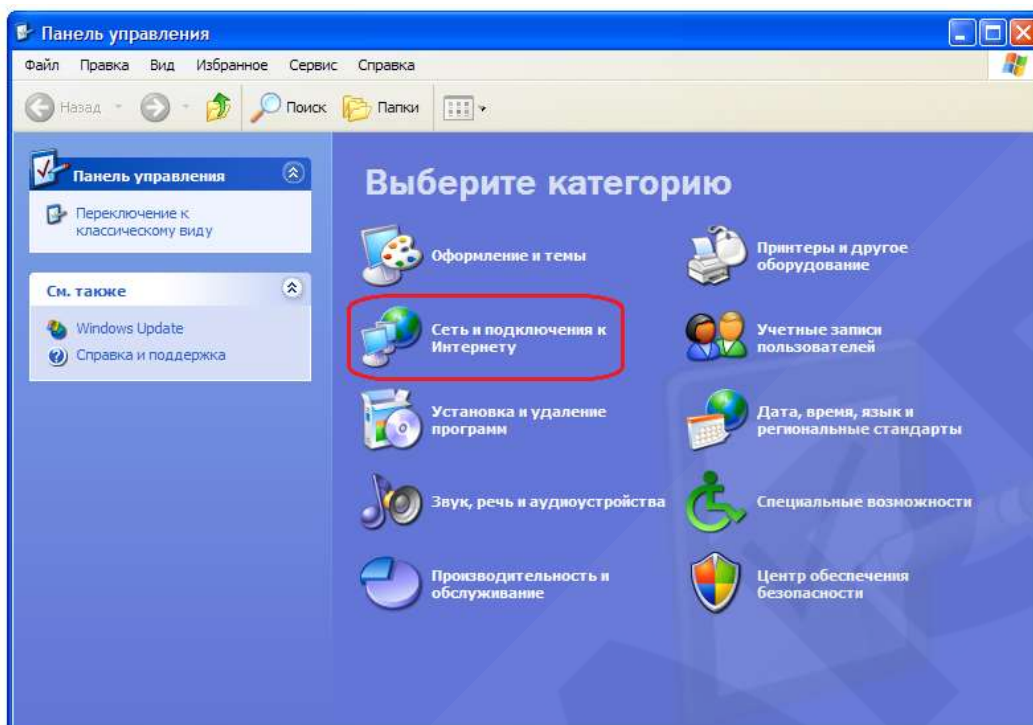 Панель управления
Файл Правка Вид Избранное Сервис Справка
Назад Поиск Папки
Панель управления
Переключение к
классическому виду
См. также
Windows Update
Справка и поддержка
Выберите категорию
Оформление и темы
Принтеры и другое
оборудование
Сеть и подключения к
Интернету
Учетные записи
пользователей
Установка и удаление
программ
Дата, время, язык и
региональные стандарты
Звук, речь и аудиоустройства
Специальные возможности
Производительность и
обслуживание
Центр обеспечения
безопасности